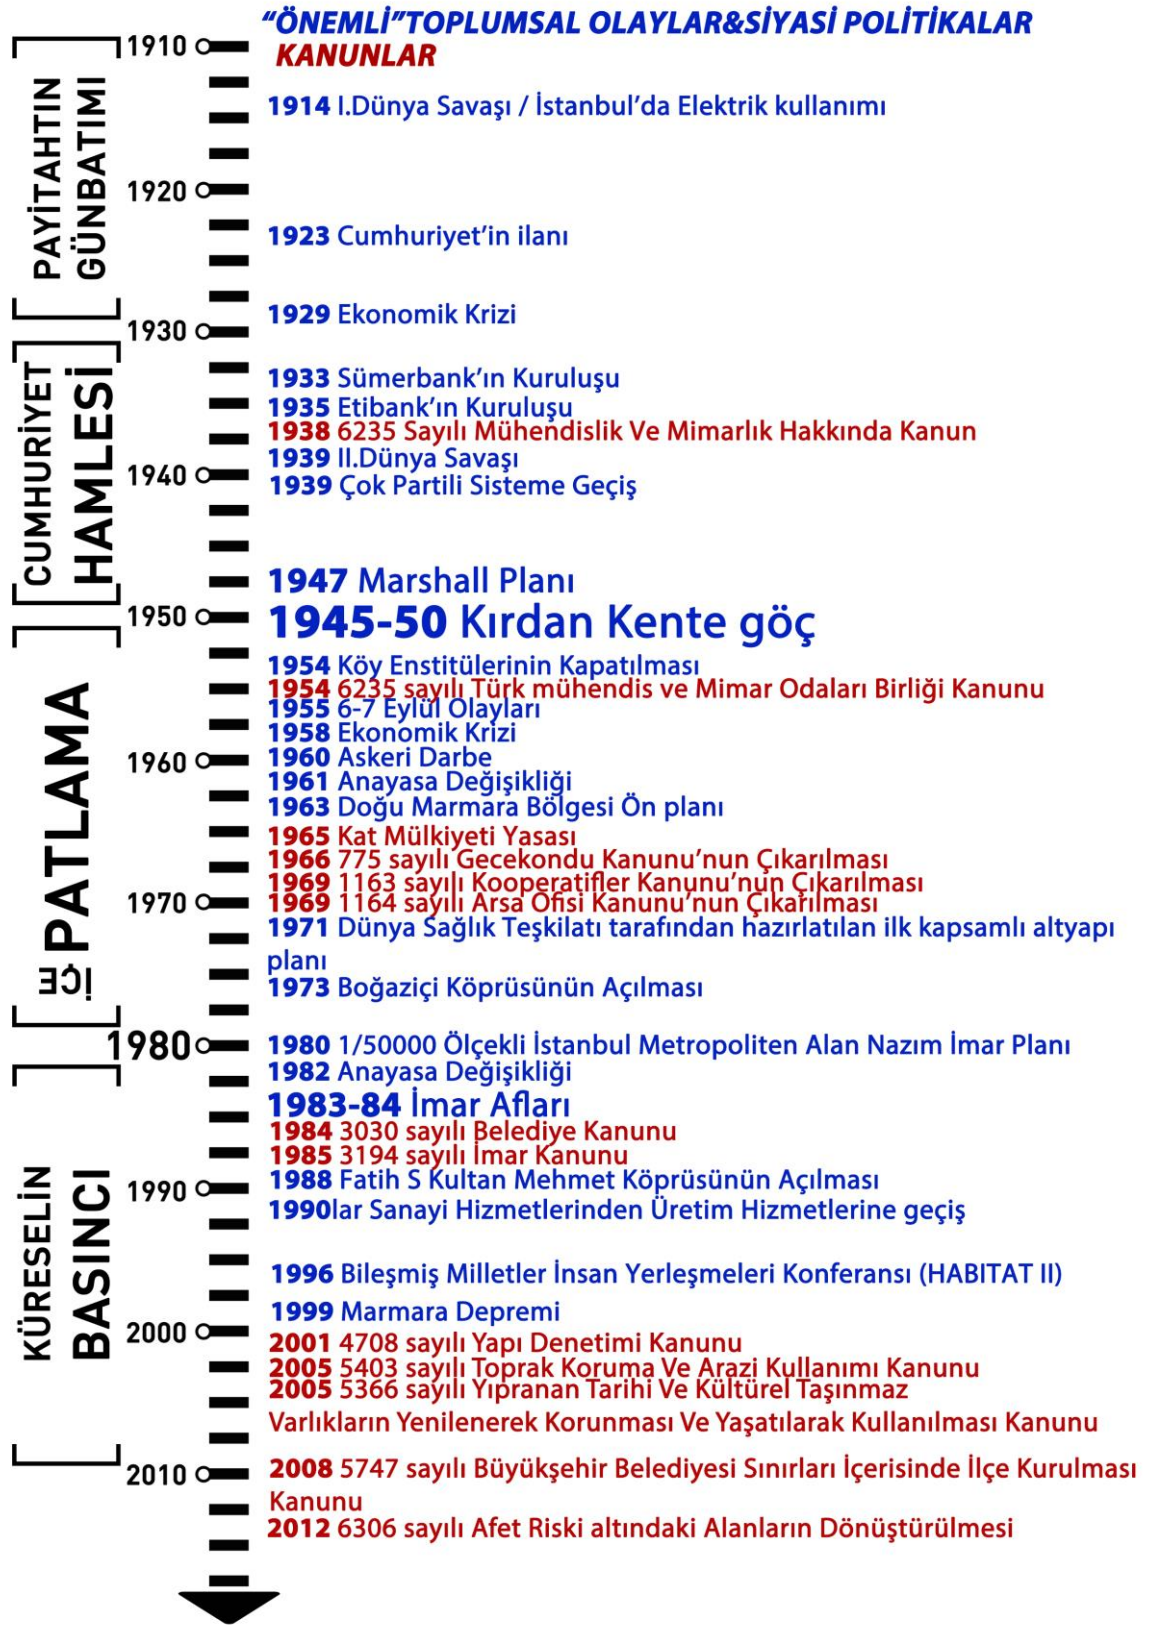 “ÖNEMLİ”TOPLUMSAL OLAYLAR&SİYASİ POLİTİKALAR
KANUNLAR
PAYİTAHTIN
GÜNBATIMI
1910
1914 I.Dünya Savaşı / İstanbul’da Elektrik kullanımı
1920
1923 Cumhuriyet’in ilanı
1929 Ekonomik Krizi
1930
CUMHURİYET
HAMLESİ
1933 Sümerbank’ın Kuruluşu
1935 Etibank’ın Kuruluşu
1938 6235 Sayılı Mühendislik Ve Mimarlık Hakkında Kanun
1939 II.Dünya Savaşı
1940
1939 Çok Partili Sisteme Geçiş
1947 Marshall Planı
1950
1945-50 Kırdan Kente göç
İÇE
PATLAMA
1954 Köy Enstitülerinin Kapatılması
1954 6235 sayılı Türk mühendis ve Mimar Odaları Birliği Kanunu
1955 6-7 Eylül Olayları
1958 Ekonomik Krizi
1960
1960 Askeri Darbe
1961 Anayasa Değişikliği
1963 Doğu Marmara Bölgesi Ön planı
1965 Kat Mülkiyeti Yasası
1966 775 sayılı Gecekondu Kanunu’nun Çıkarılması
1969 1163 sayılı Kooperatifler Kanunu’nun Çıkarılması
1970
1969 1164 sayılı Arsa Ofisi Kanunu’nun Çıkarılması
1971 Dünya Sağlık Teşkilatı tarafından hazırlatılan ilk kapsamlı altyapı
planı
1973 Boğaziçi Köprüsünün Açılması
1980
1980 1/50000 Ölçekli İstanbul Metropoliten Alan Nazım İmar Planı
1982 Anayasa Değişikliği
1983-84 İmar Afları
1984 3030 sayılı Belediye Kanunu
1985 3194 sayılı İmar Kanunu
KÜRESELİN
BASINCI
1988 Fatih S Kultan Mehmet Köprüsünün Açılması
1990
1990lar Sanayi Hizmetlerinden Üretim Hizmetlerine geçiş
1996 Bileşmiş Milletler İnsan Yerleşmeleri Konferansı (HABITAT II)
1999 Marmara Depremi
2000
2001 4708 sayılı Yapı Denetimi Kanunu
2005 5403 sayılı Toprak Koruma Ve Arazi Kullanımı Kanunu
2005 5366 sayılı Yıpranan Tarihi Ve Kültürel Taşınmaz
Varlıkların Yenilenerek Korunması Ve Yaşatılarak Kullanılması Kanunu
2010
2008 5747 sayılı Büyükşehir Belediyesi Sınırları İçerisinde İlçe Kurulması
Kanunu
2012 6306 sayılı Afet Riski altındaki Alanların Dönüştürülmesi